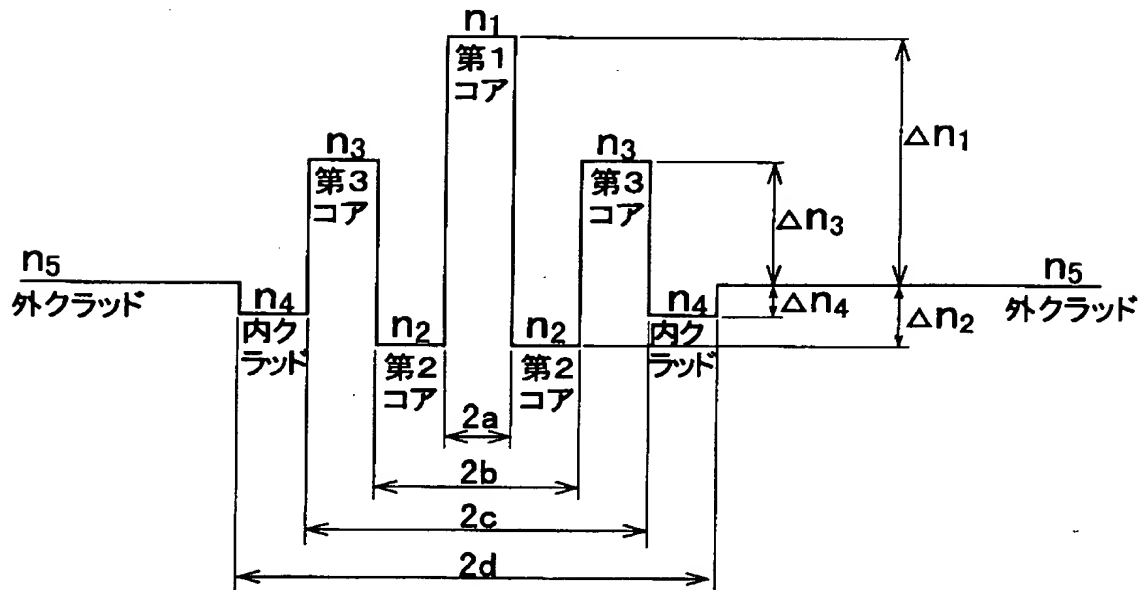 n1
第1
コア
△n1
n3
第3
コア
n3
第3
コア
△n3
n5
外クラッド
n4
内ク
ラッド
n2
第2
コア
n2
第2
コア
n4
内ク
ラッド
△n4
△n2
n5
外クラッド
2a
2b
2c
2d